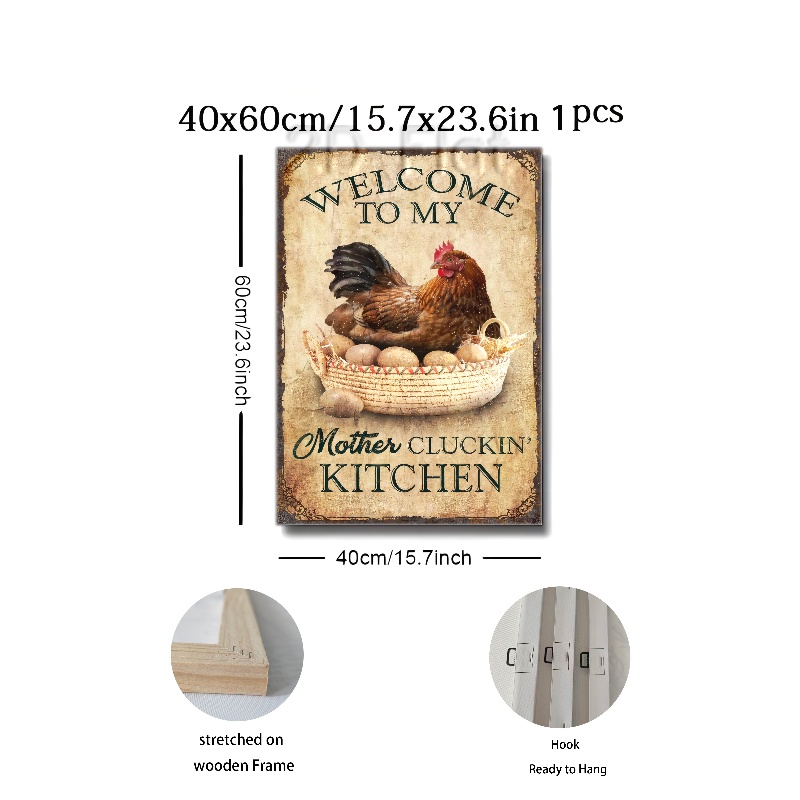 40x60cm/15.7x23.6in 1pcs
WELCOME
TO MY
60cm/23.6inch
Mother CLUCKIN'
KITCHEN
40cm/15.7inch
stretched on
wooden Frame
Hook
Ready to Hang